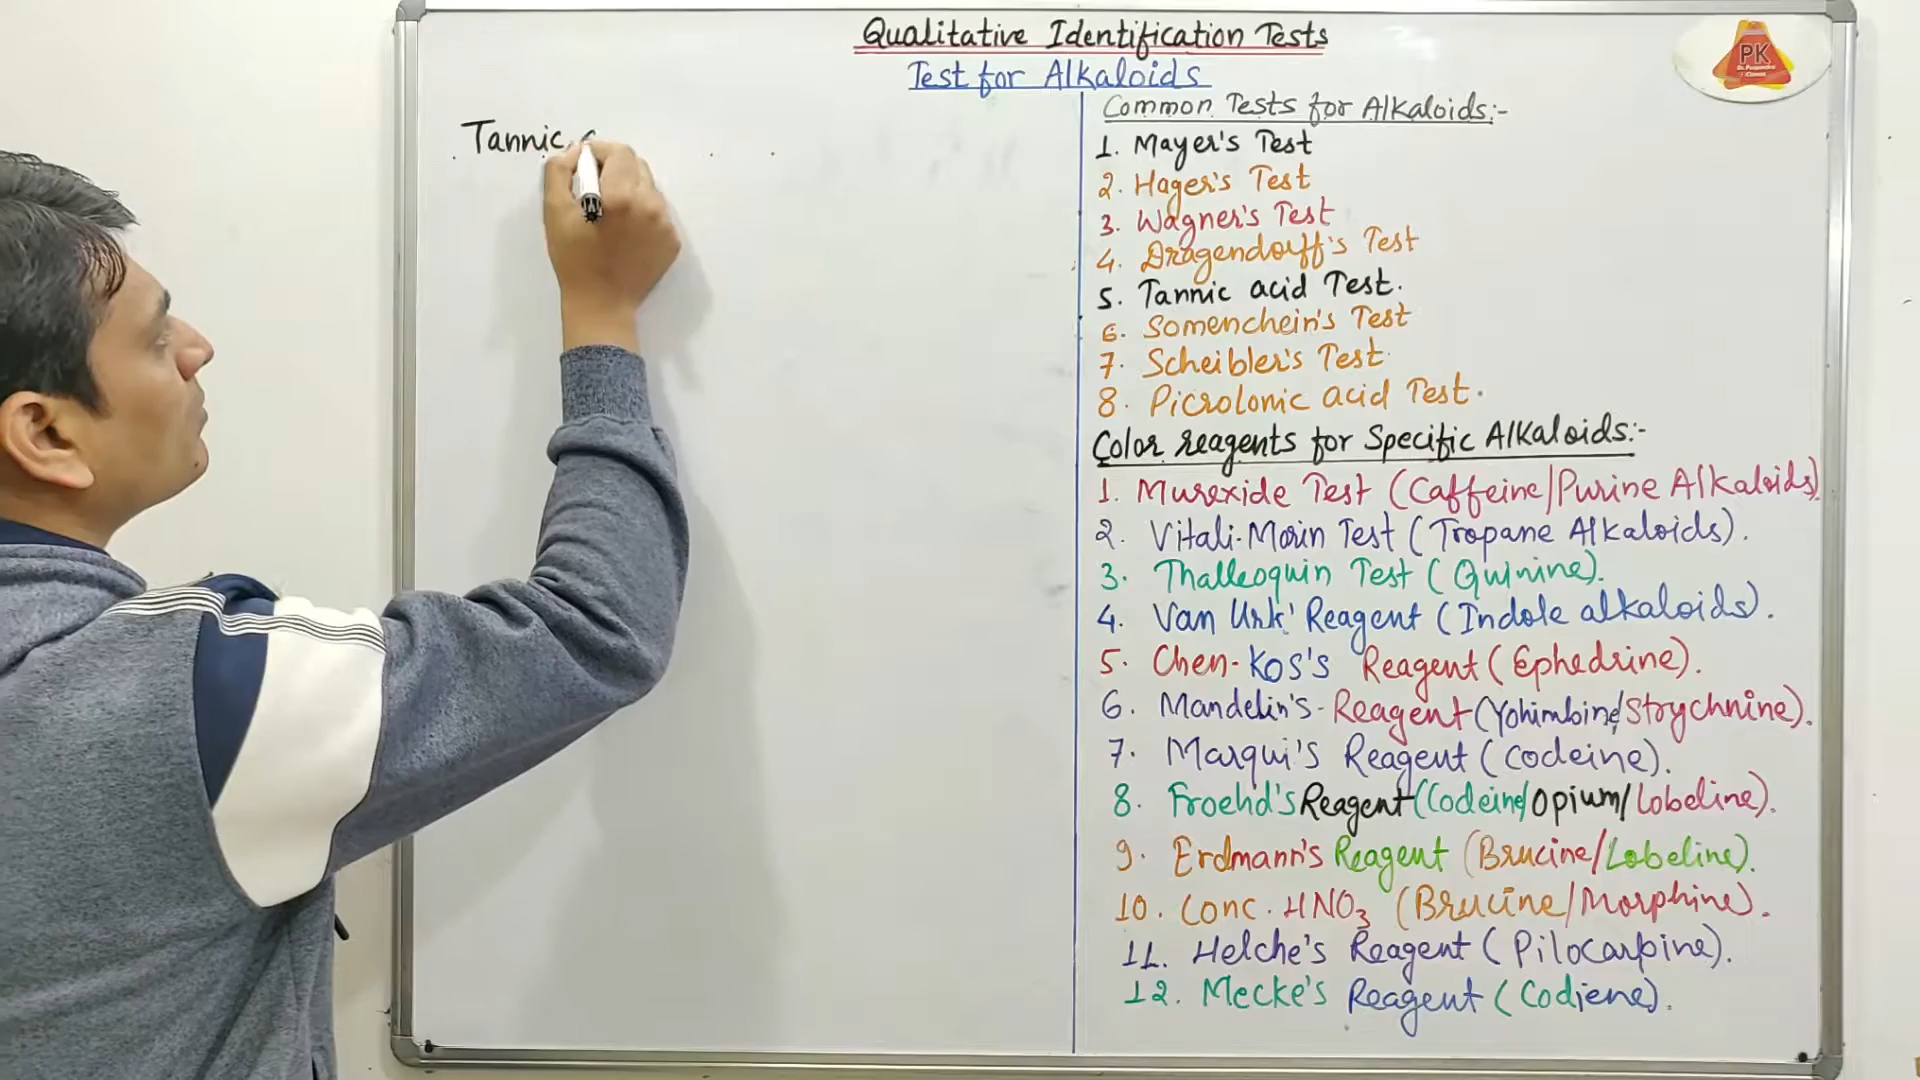 Qualitative Identification Tests
Test for Alkaloids
PK
Tannic
Common Tests for Alkaloids:-
1. Mayer's Test
2. Hager's Test
3. Wagner's Test
4. Dragendorff's Test
5. Tannic acid Test.
6. Somenchein's Test
7. Scheibler's Test
8. Picrolonic acid Test.
Color reagents for Specific Alkaloids:-
1. Murexide Test (Caffeine/Purine Alkaloids)
2. Vitali-Morin Test (Tropane Alkaloids).
3. Thalleoquin Test (Quinine).
4. Van Urk' Reagent (Indole alkaloids).
5. Chen-Kos's Reagent (Ephedrine).
6. Mandelin's-Reagent (Yohimbine/Strychnine).
7. Marqui's Reagent (Codeine).
8. Froehd's Reagent (Codeine/Opium/Lobeline).
9. Erdmann's Reagent (Brucine/Lobeline).
10. Conc. HNO3 (Brucine/Morphine).
11. Helche's Reagent (Pilocarpine).
12. Mecke's Reagent (Codiene).